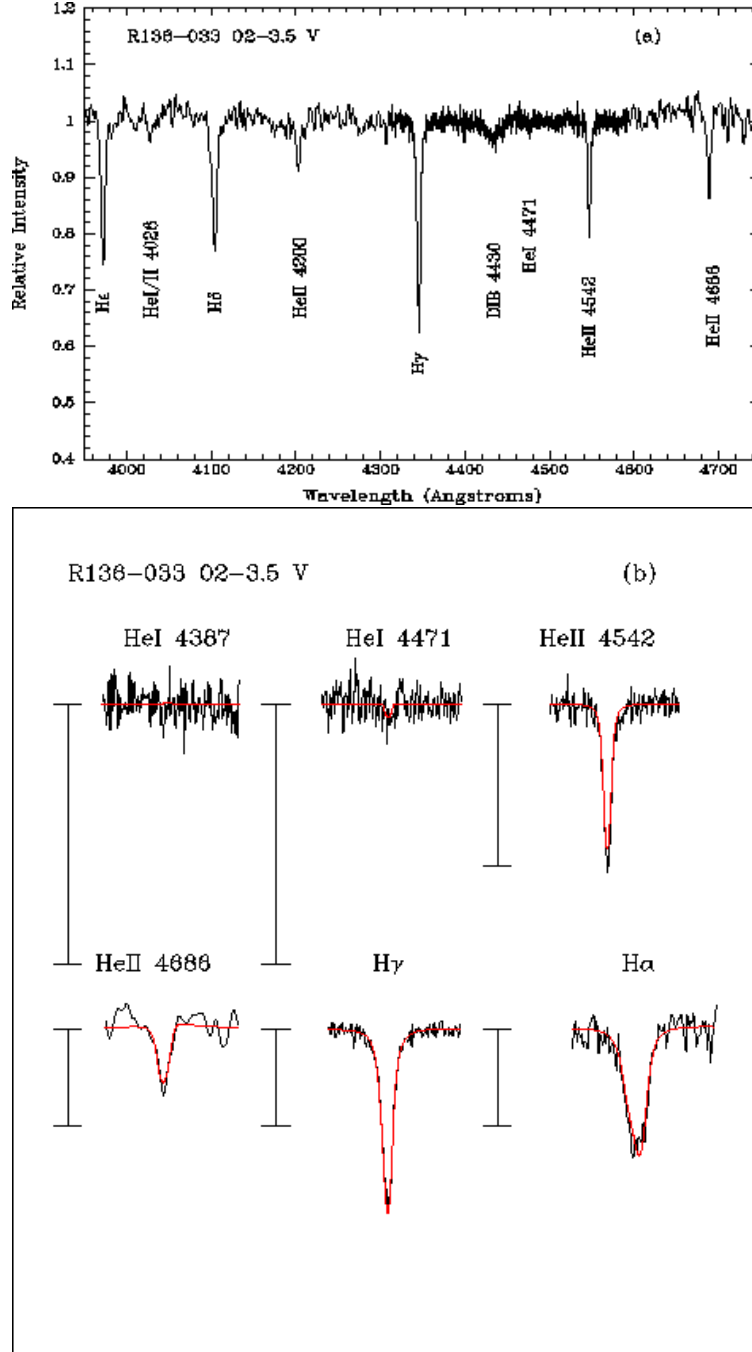 1.2
R136-033 O2-3.5 V (a)
1.1
1
0.9
0.8
0.7
0.6
0.5
0.4
Relative Intensity
Hε
HeI/II 4026
Hδ
HeII 4200
Hγ
DIB 4430
HeI 4471
HeII 4542
HeII 4686
4000 4100 4200 4300 4400 4500 4600 4700
Wavelength (Angstroms)
R136-033 O2-3.5 V (b)
HeI 4387 HeI 4471 HeII 4542
HeII 4686 Hγ Hα